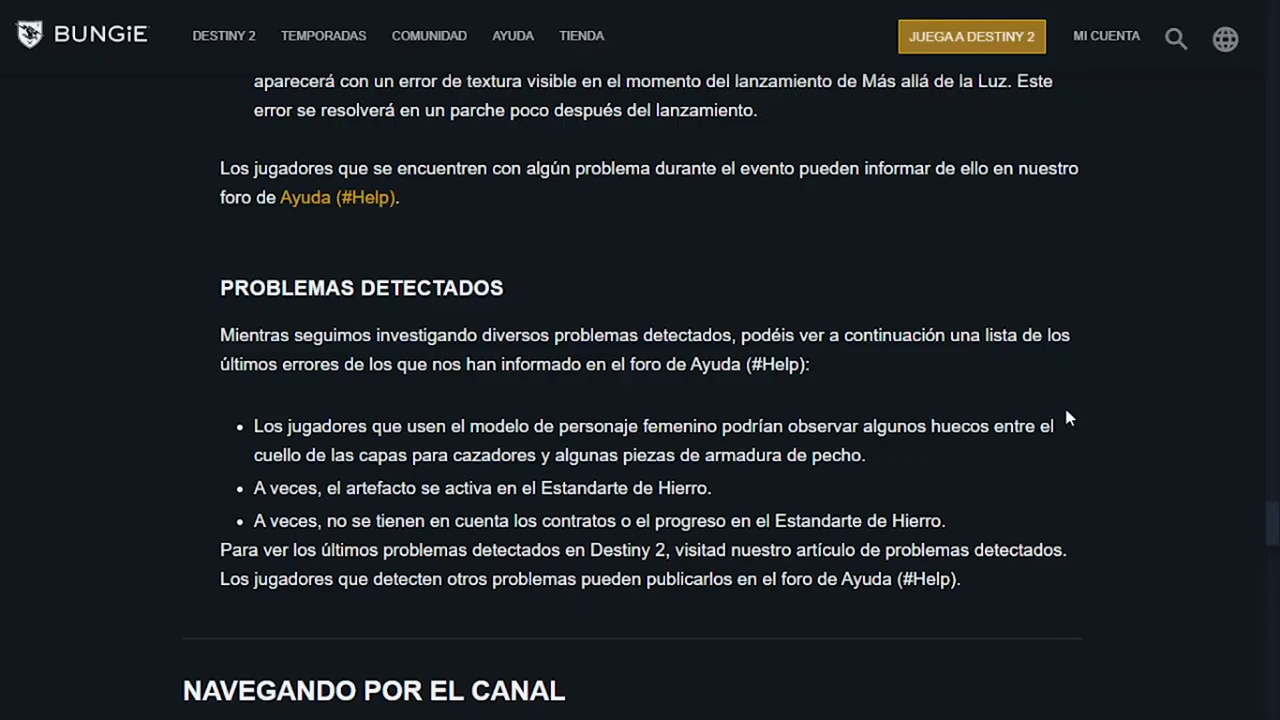 BUNGiE
DESTINY 2 TEMPORADAS COMUNIDAD AYUDA TIENDA JUEGA A DESTINY 2 MI CUENTA
aparecerá con un error de textura visible en el momento del lanzamiento de Más allá de la Luz. Este
error se resolverá en un parche poco después del lanzamiento.
Los jugadores que se encuentren con algún problema durante el evento pueden informar de ello en nuestro
foro de Ayuda (#Help).
PROBLEMAS DETECTADOS
Mientras seguimos investigando diversos problemas detectados, podéis ver a continuación una lista de los
últimos errores de los que nos han informado en el foro de Ayuda (#Help):
• Los jugadores que usen el modelo de personaje femenino podrían observar algunos huecos entre el
cuello de las capas para cazadores y algunas piezas de armadura de pecho.
• A veces, el artefacto se activa en el Estandarte de Hierro.
• A veces, no se tienen en cuenta los contratos o el progreso en el Estandarte de Hierro.
Para ver los últimos problemas detectados en Destiny 2, visitad nuestro artículo de problemas detectados.
Los jugadores que detecten otros problemas pueden publicarlos en el foro de Ayuda (#Help).
NAVEGANDO POR EL CANAL